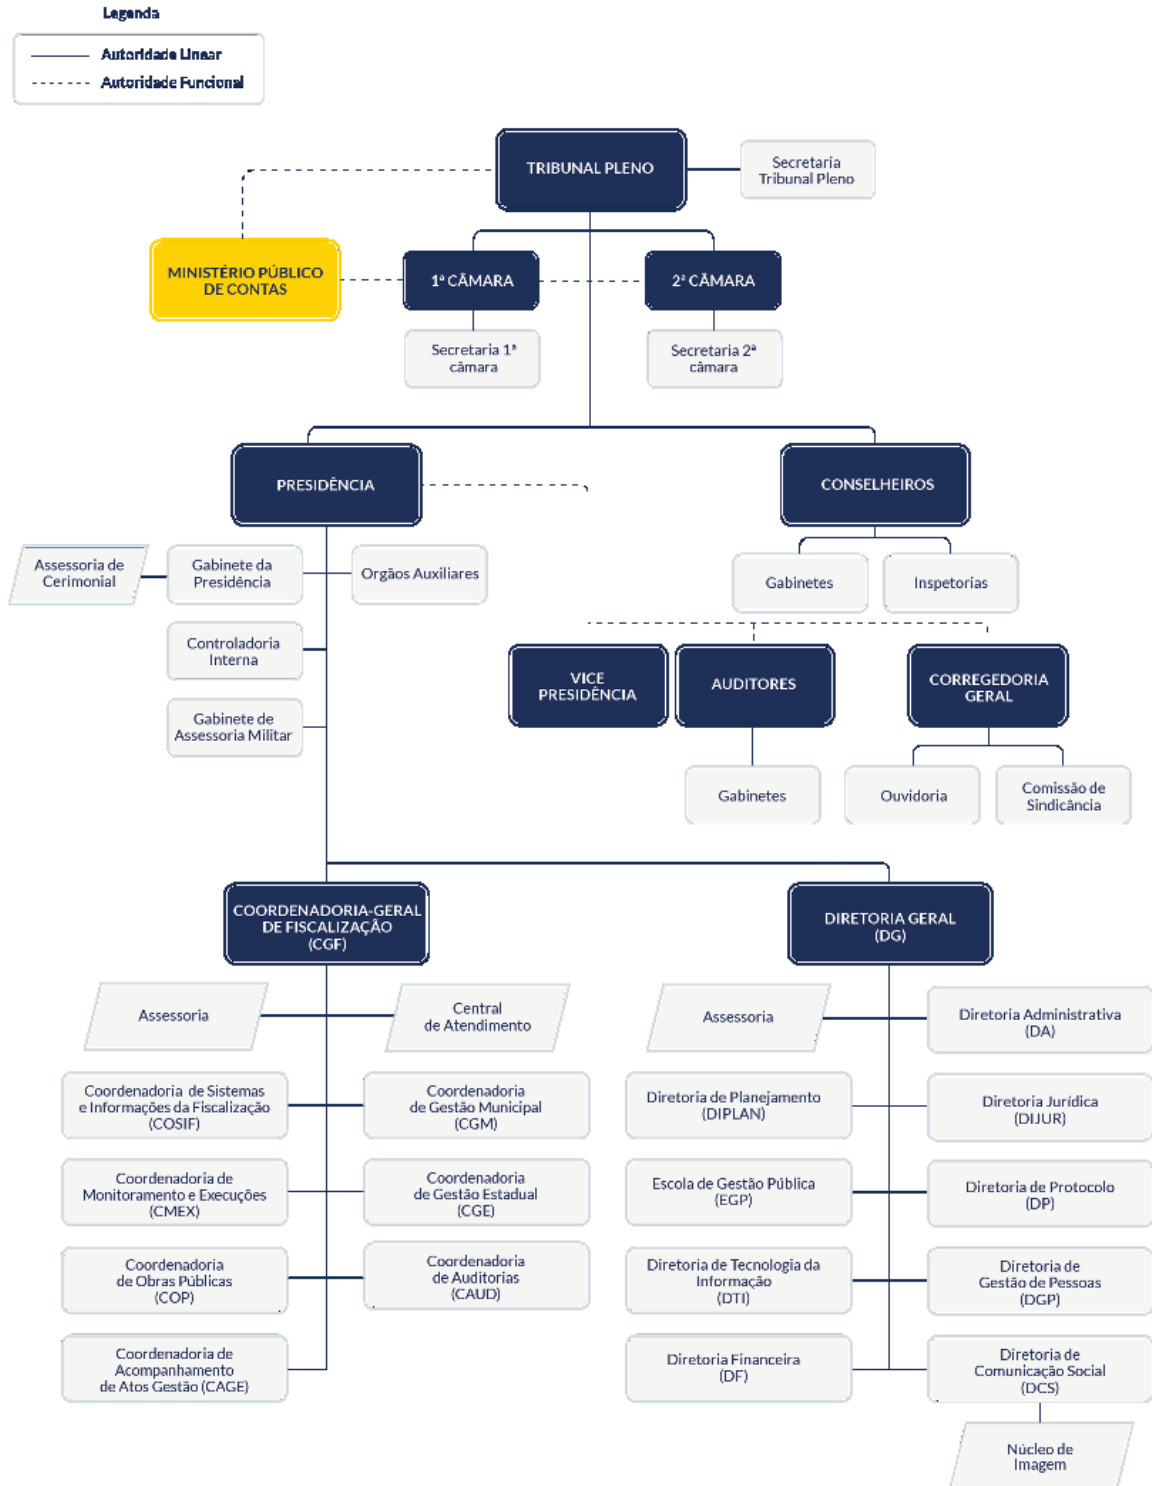 Legenda
Autoridade Linear
Autoridade Funcional
TRIBUNAL PLENO
Secretaria
Tribunal Pleno
MINISTÉRIO PÚBLICO
DE CONTAS
1ª CÂMARA
2ª CÂMARA
Secretaria 1ª
câmara
Secretaria 2ª
câmara
PRESIDÊNCIA
CONSELHEIROS
Assessoria de
Cerimonial
Gabinete da
Presidência
Orgãos Auxiliares
Gabinetes
Inspetorias
Controladoria
Interna
VICE
PRESIDÊNCIA
AUDITORES
CORREGEDORIA
GERAL
Gabinete de
Assessoria Militar
Gabinetes
Ouvidoria
Comissão de
Sindicância
COORDENADORIA-GERAL
DE FISCALIZAÇÃO
(CGF)
DIRETORIA GERAL
(DG)
Assessoria
Central
de Atendimento
Assessoria
Diretoria Administrativa
(DA)
Coordenadoria de Sistemas
e Informações da Fiscalização
(COSIF)
Coordenadoria
de Gestão Municipal
(CGM)
Diretoria de Planejamento
(DIPLAN)
Diretoria Jurídica
(DIJUR)
Coordenadoria de
Monitoramento e Execuções
(CMEX)
Coordenadoria
de Gestão Estadual
(CGE)
Escola de Gestão Pública
(EGP)
Diretoria de Protocolo
(DP)
Coordenadoria
de Obras Públicas
(COP)
Coordenadoria
de Auditorias
(CAUD)
Diretoria de Tecnologia da
Informação
(DTI)
Diretoria de
Gestão de Pessoas
(DGP)
Coordenadoria de
Acompanhamento
de Atos Gestão (CAGE)
Diretoria Financeira
(DF)
Diretoria de
Comunicação Social
(DCS)
Núcleo de
Imagem